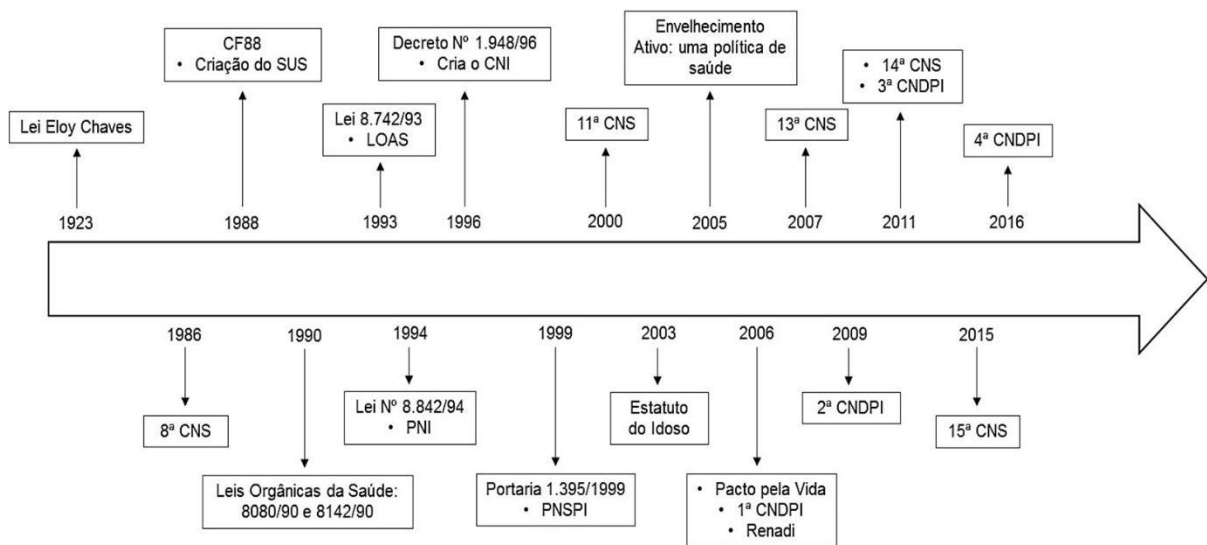 CF88
• Criação do SUS
Decreto Nº 1.948/96
• Cria o CNI
Envelhecimento
Ativo: uma política de
saúde
• 14ª CNS
• 3ª CNDPI
Lei Eloy Chaves
Lei 8.742/93
• LOAS
11ª CNS
13ª CNS
4ª CNDPI
1923
1988
1993
1996
2000
2005
2007
2011
2016
1986
1990
1994
1999
2003
2006
2009
2015
8ª CNS
Lei Nº 8.842/94
• PNI
Estatuto
do Idoso
2ª CNDPI
15ª CNS
Leis Orgânicas da Saúde:
8080/90 e 8142/90
Portaria 1.395/1999
• PNSPI
• Pacto pela Vida
• 1ª CNDPI
• Renadi